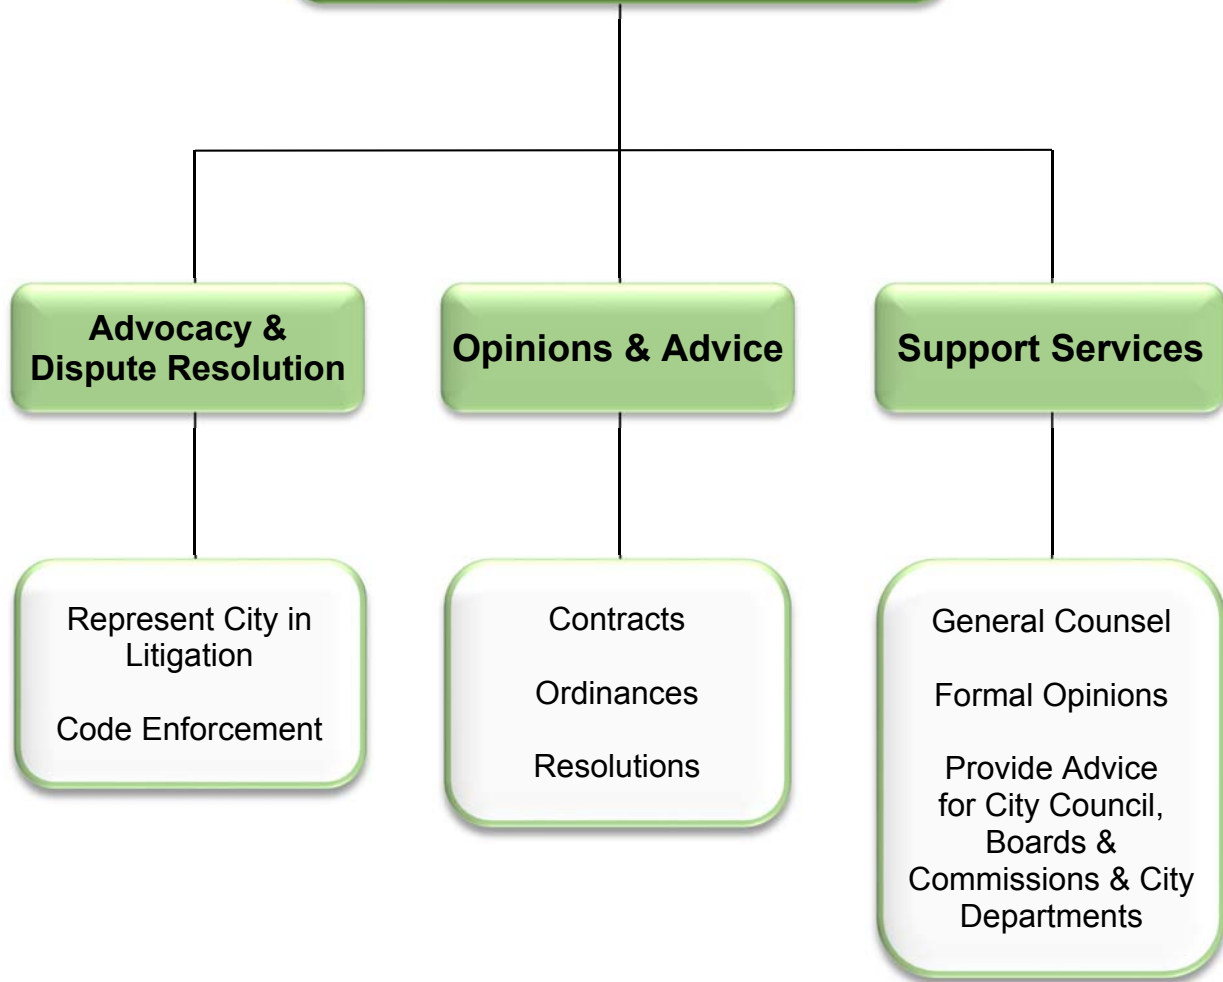 Advocacy &
Dispute Resolution
Opinions & Advice
Support Services
Represent City in
Litigation
Code Enforcement
Contracts
Ordinances
Resolutions
General Counsel
Formal Opinions
Provide Advice
for City Council,
Boards &
Commissions & City
Departments